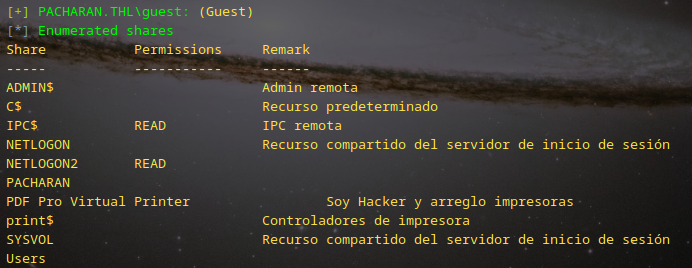 [+] PACHARAN.THL\guest: (Guest)
[*] Enumerated shares
Share           Permissions     Remark
-----           -----------     ------
ADMIN$                          Admin remota
C$                              Recurso predeterminado
IPC$            READ            IPC remota
NETLOGON                        Recurso compartido del servidor de inicio de sesión
NETLOGON2       READ
PACHARAN
PDF Pro Virtual Printer                 Soy Hacker y arreglo impresoras
print$                          Controladores de impresora
SYSVOL                          Recurso compartido del servidor de inicio de sesión
Users